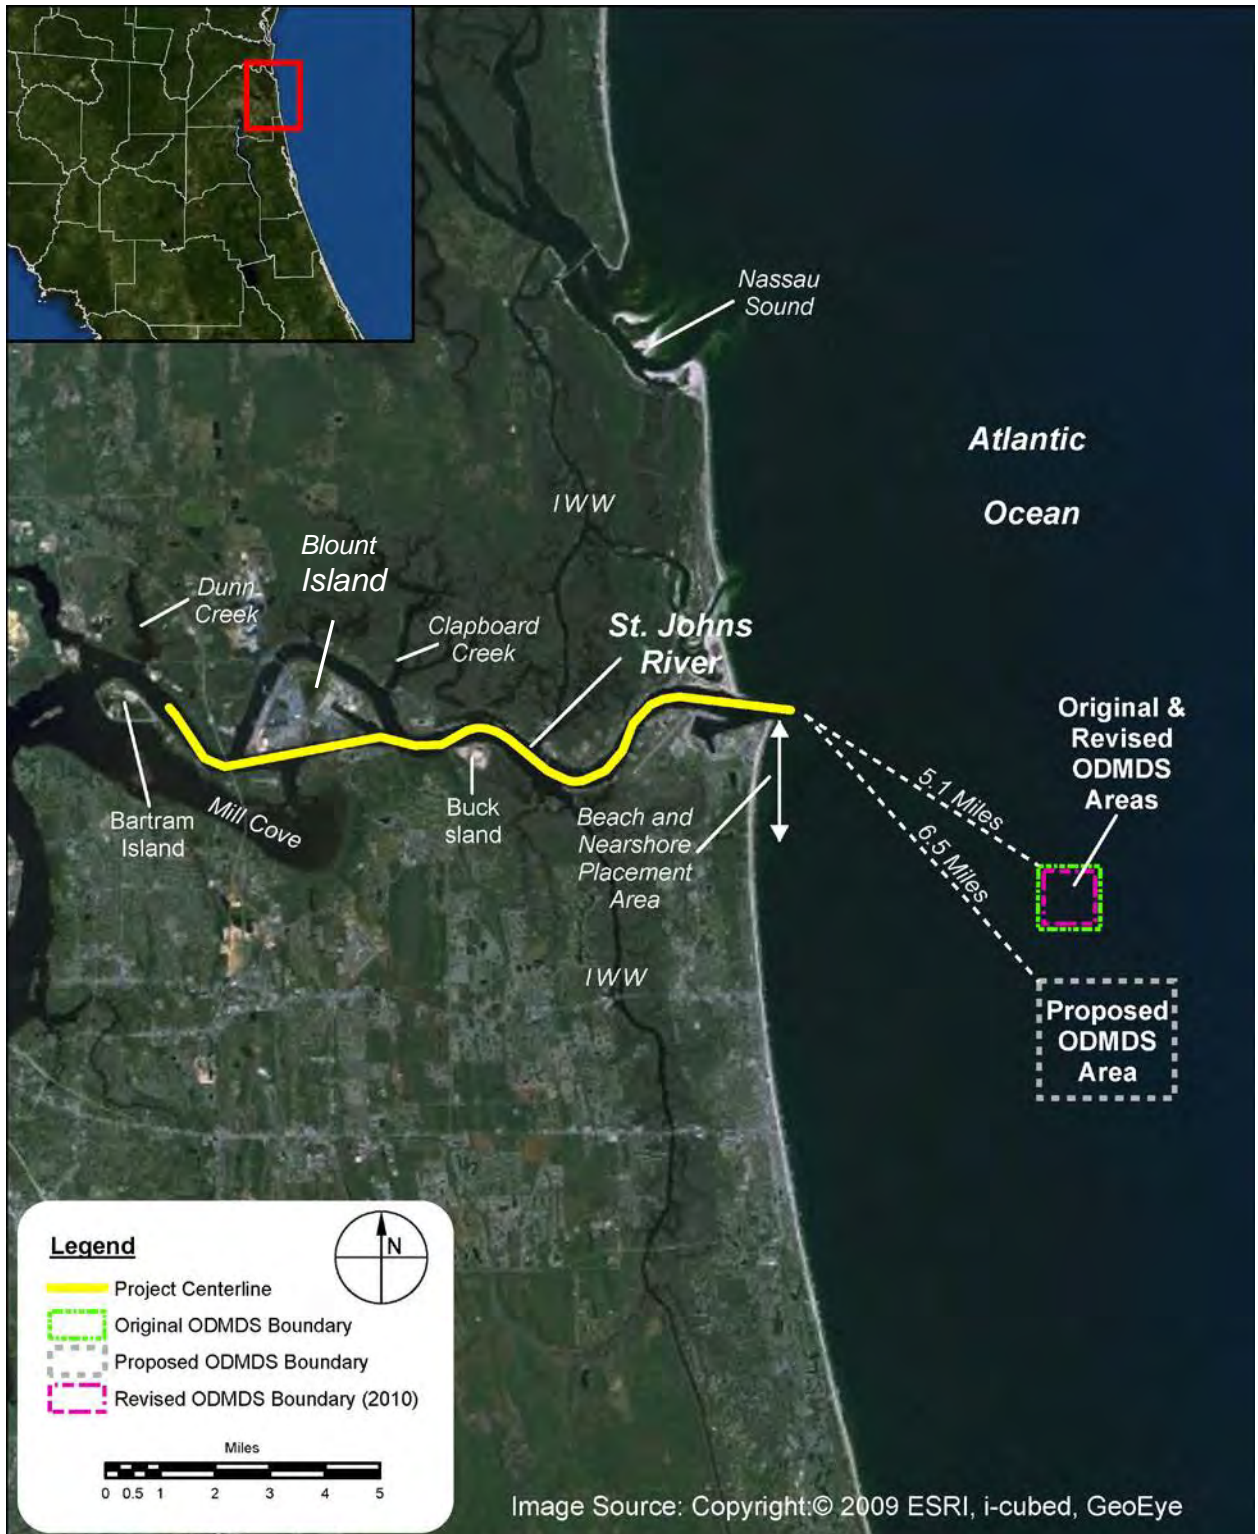 Nassau
Sound
Atlantic
Ocean
IWW
Blount
Island
Dunn
Creek
Clapboard
Creek
St. Johns
River
Original &
Revised
ODMDS
Areas
5.1 Miles
6.5 Miles
Mill Cove
Bartram
Island
Buck
sland
Beach and
Nearshore
Placement
Area
IWW
Proposed
ODMDS
Area
Legend
N
Project Centerline
Original ODMDS Boundary
Proposed ODMDS Boundary
Revised ODMDS Boundary (2010)
Miles
0 0.5 1 2 3 4 5
Image Source: Copyright:© 2009 ESRI, i-cubed, GeoEye